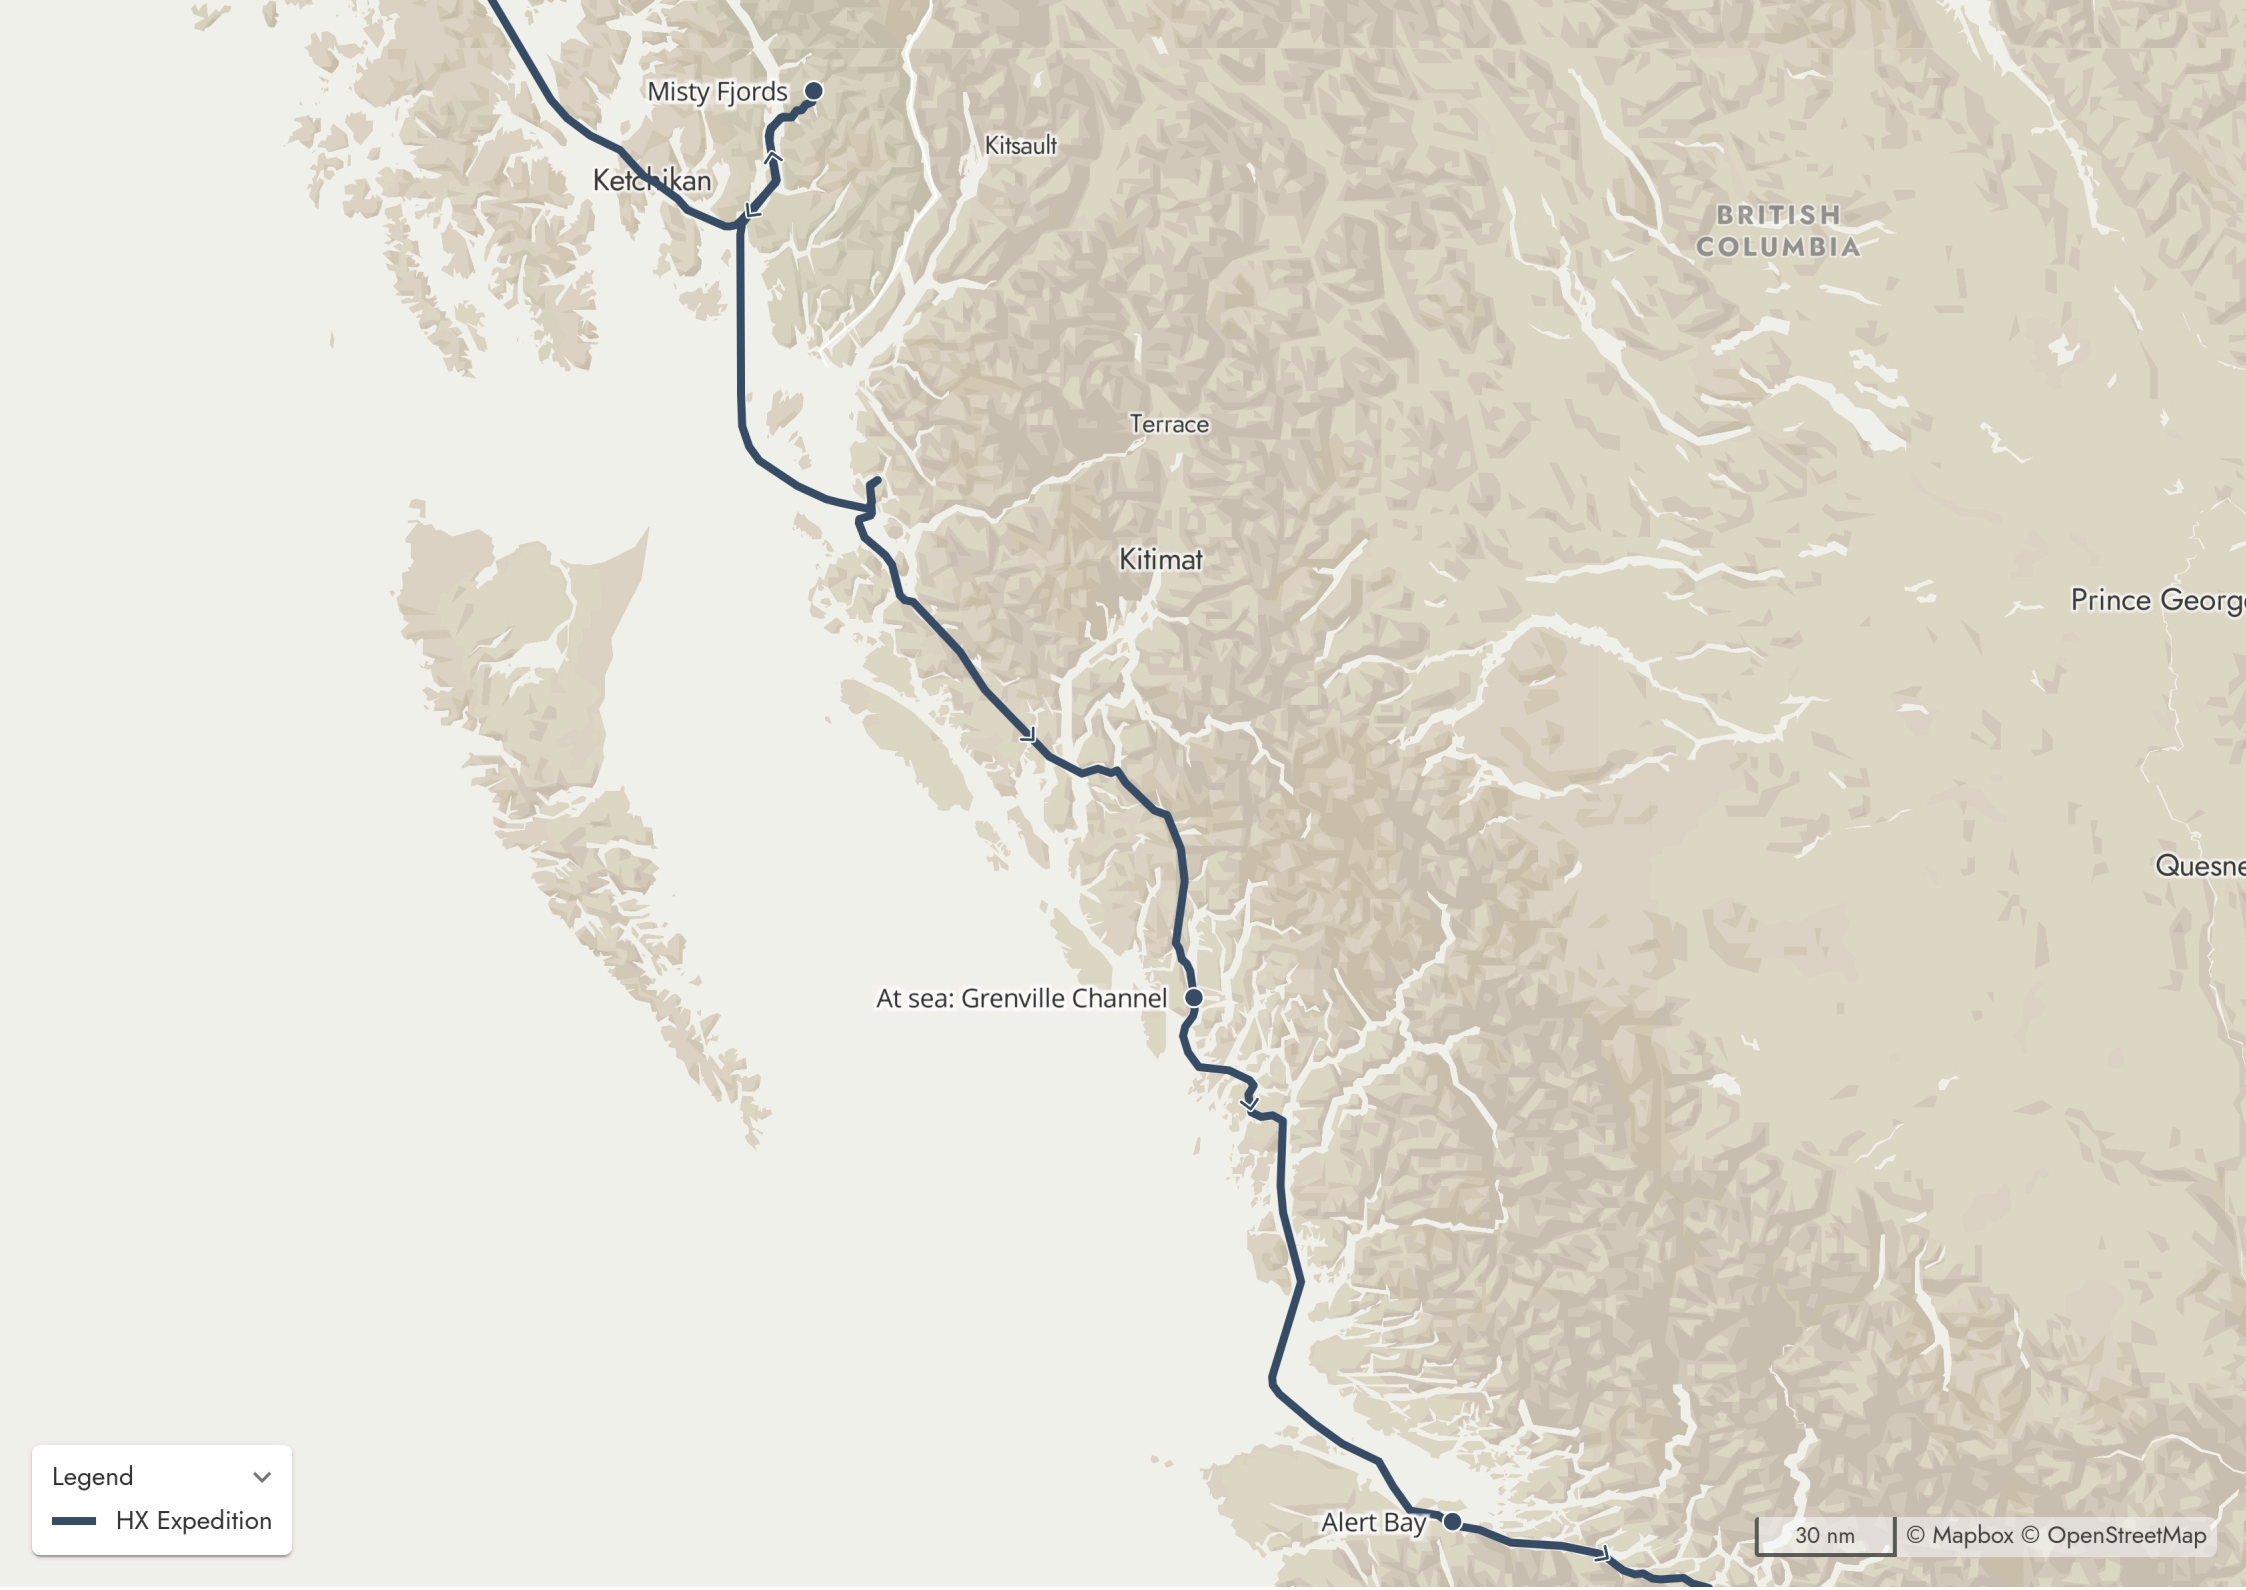 Misty Fjords
Kitsault
Ketchikan
BRITISH
COLUMBIA
Terrace
Kitimat
Prince George
Quesne
At sea: Grenville Channel
Legend
HX Expedition
Alert Bay
30 nm
© Mapbox © OpenStreetMap